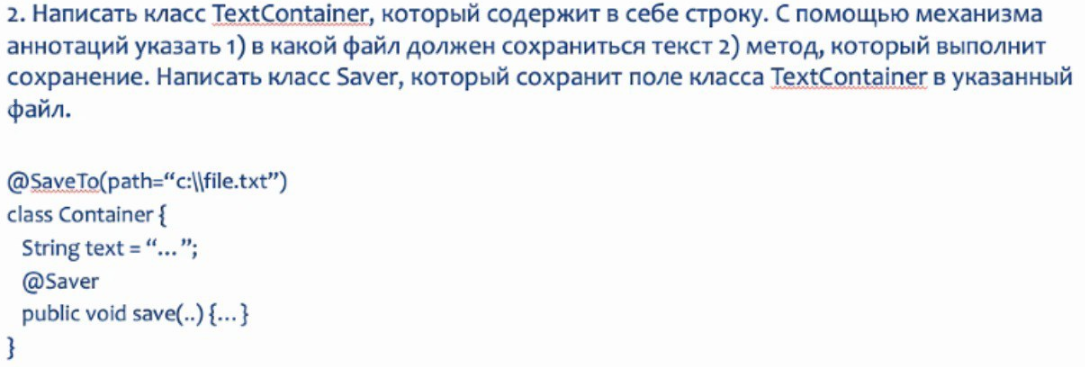 2. Написать класс TextContainer, который содержит в себе строку. С помощью механизма
аннотаций указать 1) в какой файл должен сохраниться текст 2) метод, который выполнит
сохранение. Написать класс Saver, который сохранит поле класса TextContainer в указанный
файл.
@SaveTo(path=“c:\\file.txt”)
class Container {
String text = “... ”;
@Saver
public void save(..) {... }
}